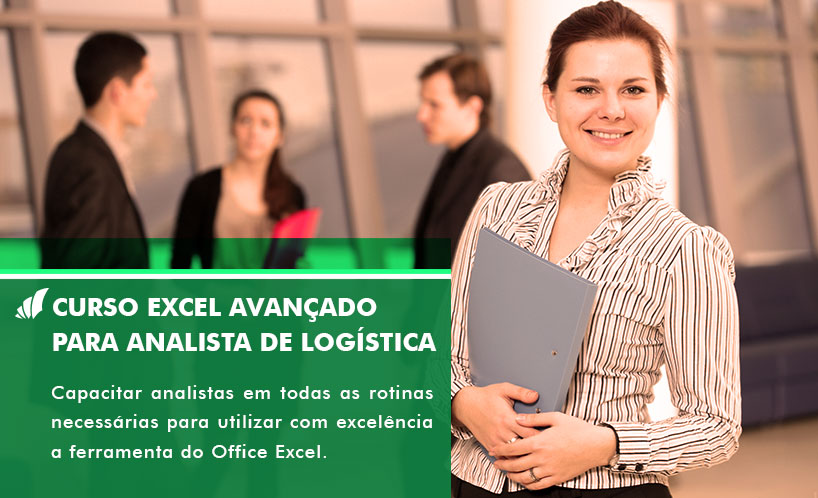 CURSO EXCEL AVANÇADO
PARA ANALISTA DE LOGÍSTICA
Capacitar analistas em todas as rotinas
necessárias para utilizar com excelência
a ferramenta do Office Excel.